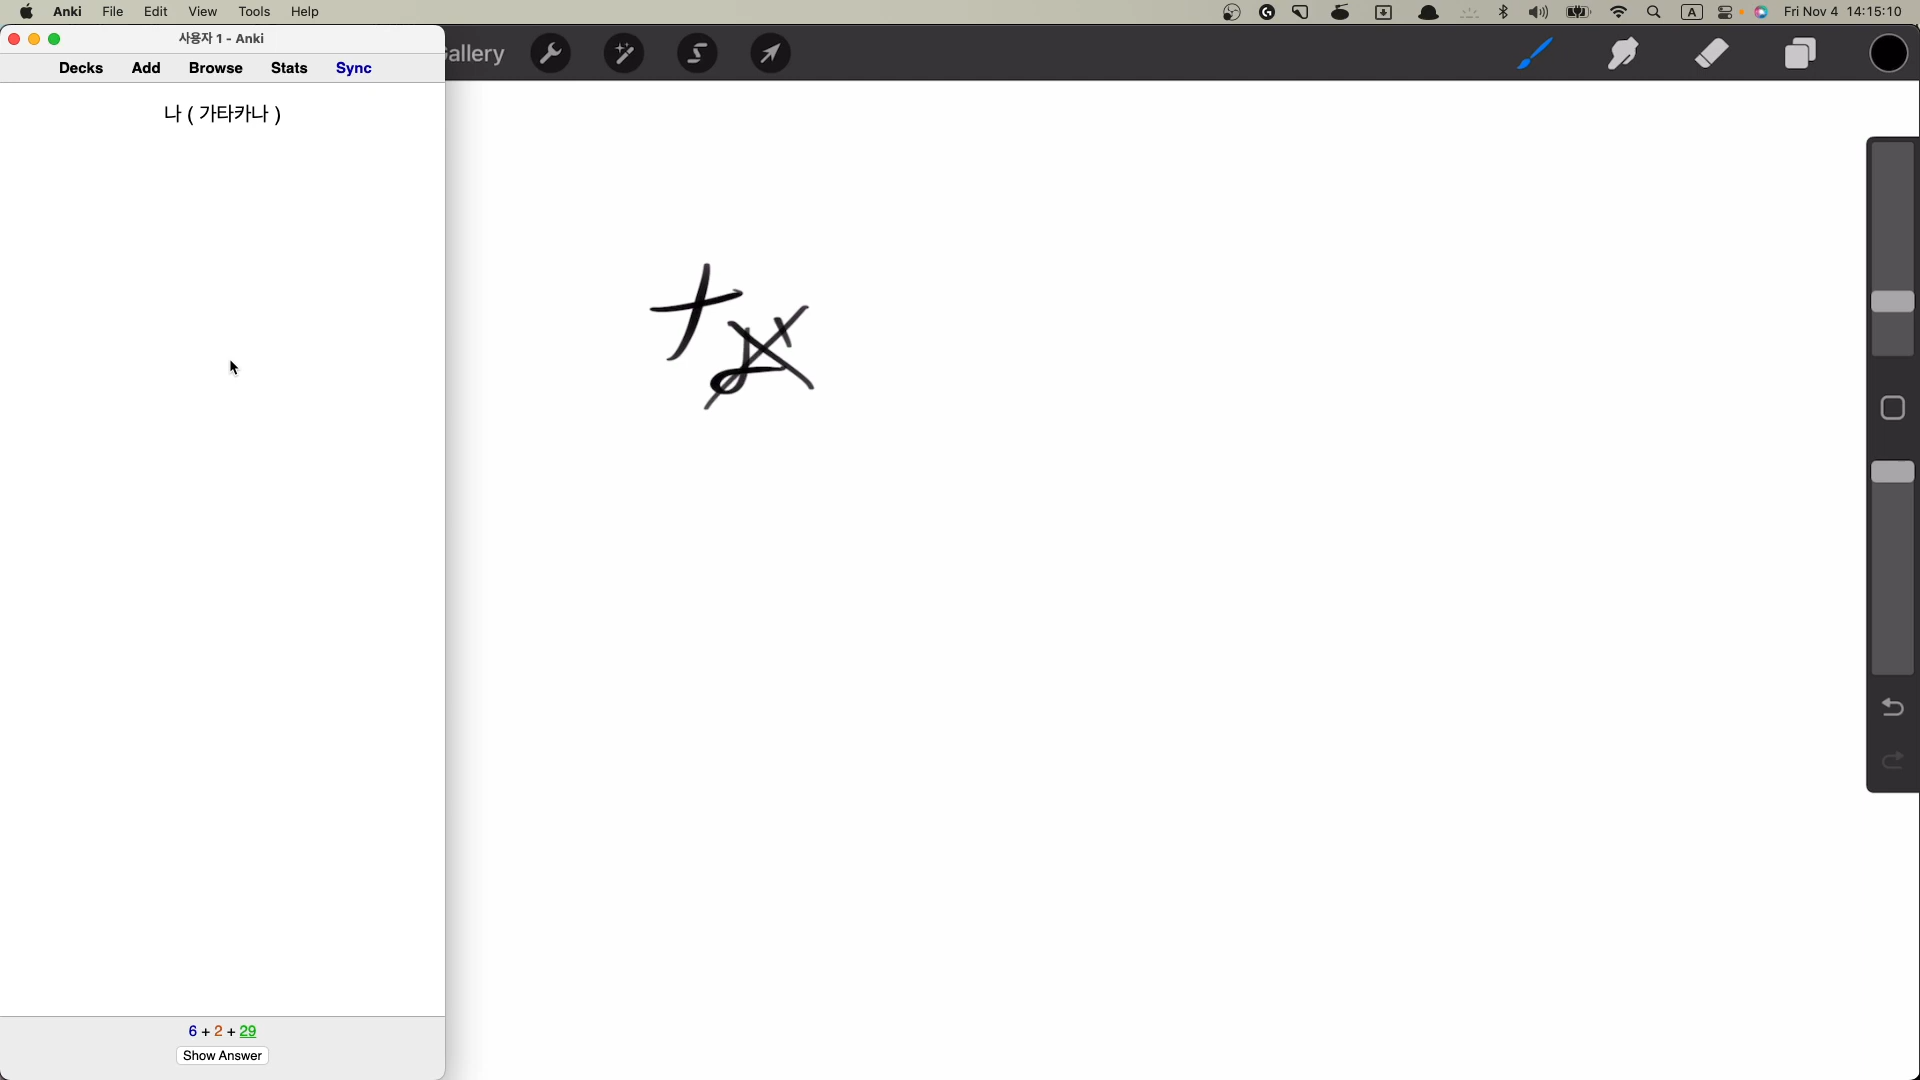 Anki File Edit View Tools Help A Fri Nov 4 14:15:10
사용자 1 - Anki
Decks Add Browse Stats Sync
allery
나 ( 가타카나 )
ナ
6 + 2 + 29
Show Answer